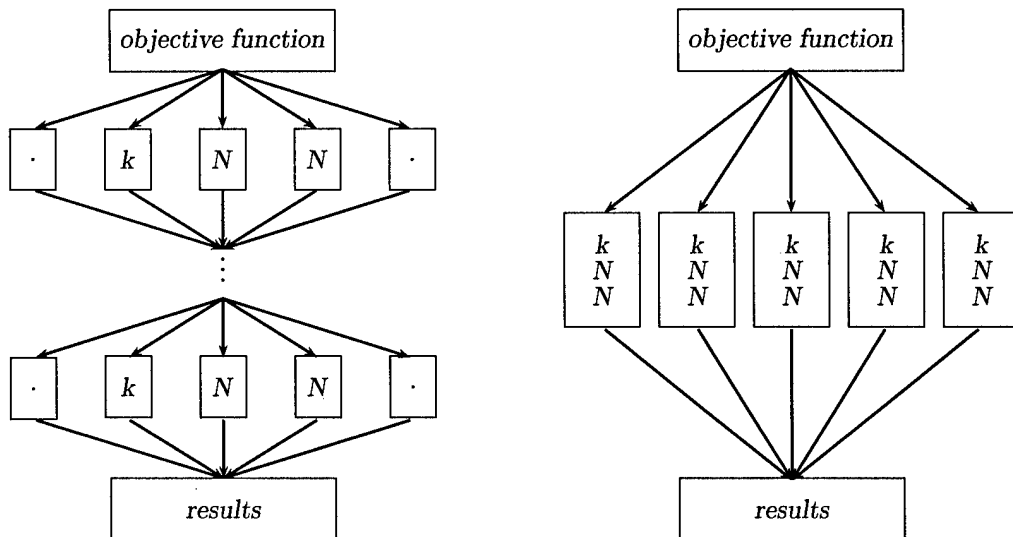 objective function
· k N N ·
⋮
· k N N ·
results
objective function
k k k k k
N N N N N
N N N N N
results